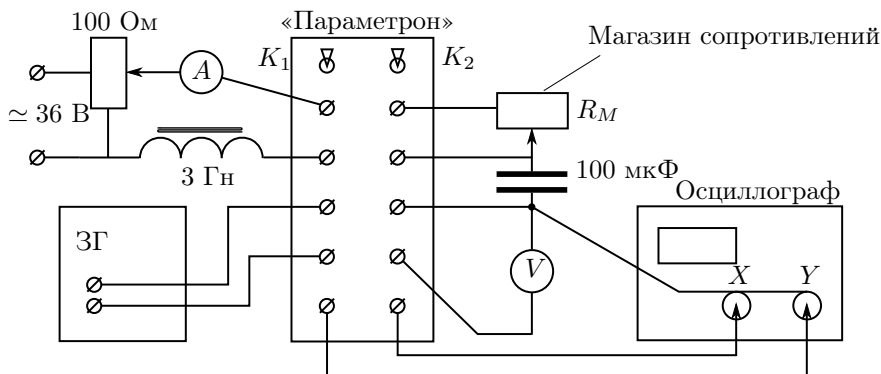 «Параметрон»
100 Ом
K₁
K₂
Магазин сопротивлений
A
≃ 36 В
R_M
3 Гн
100 мкФ
Осциллограф
ЗГ
V
X
Y